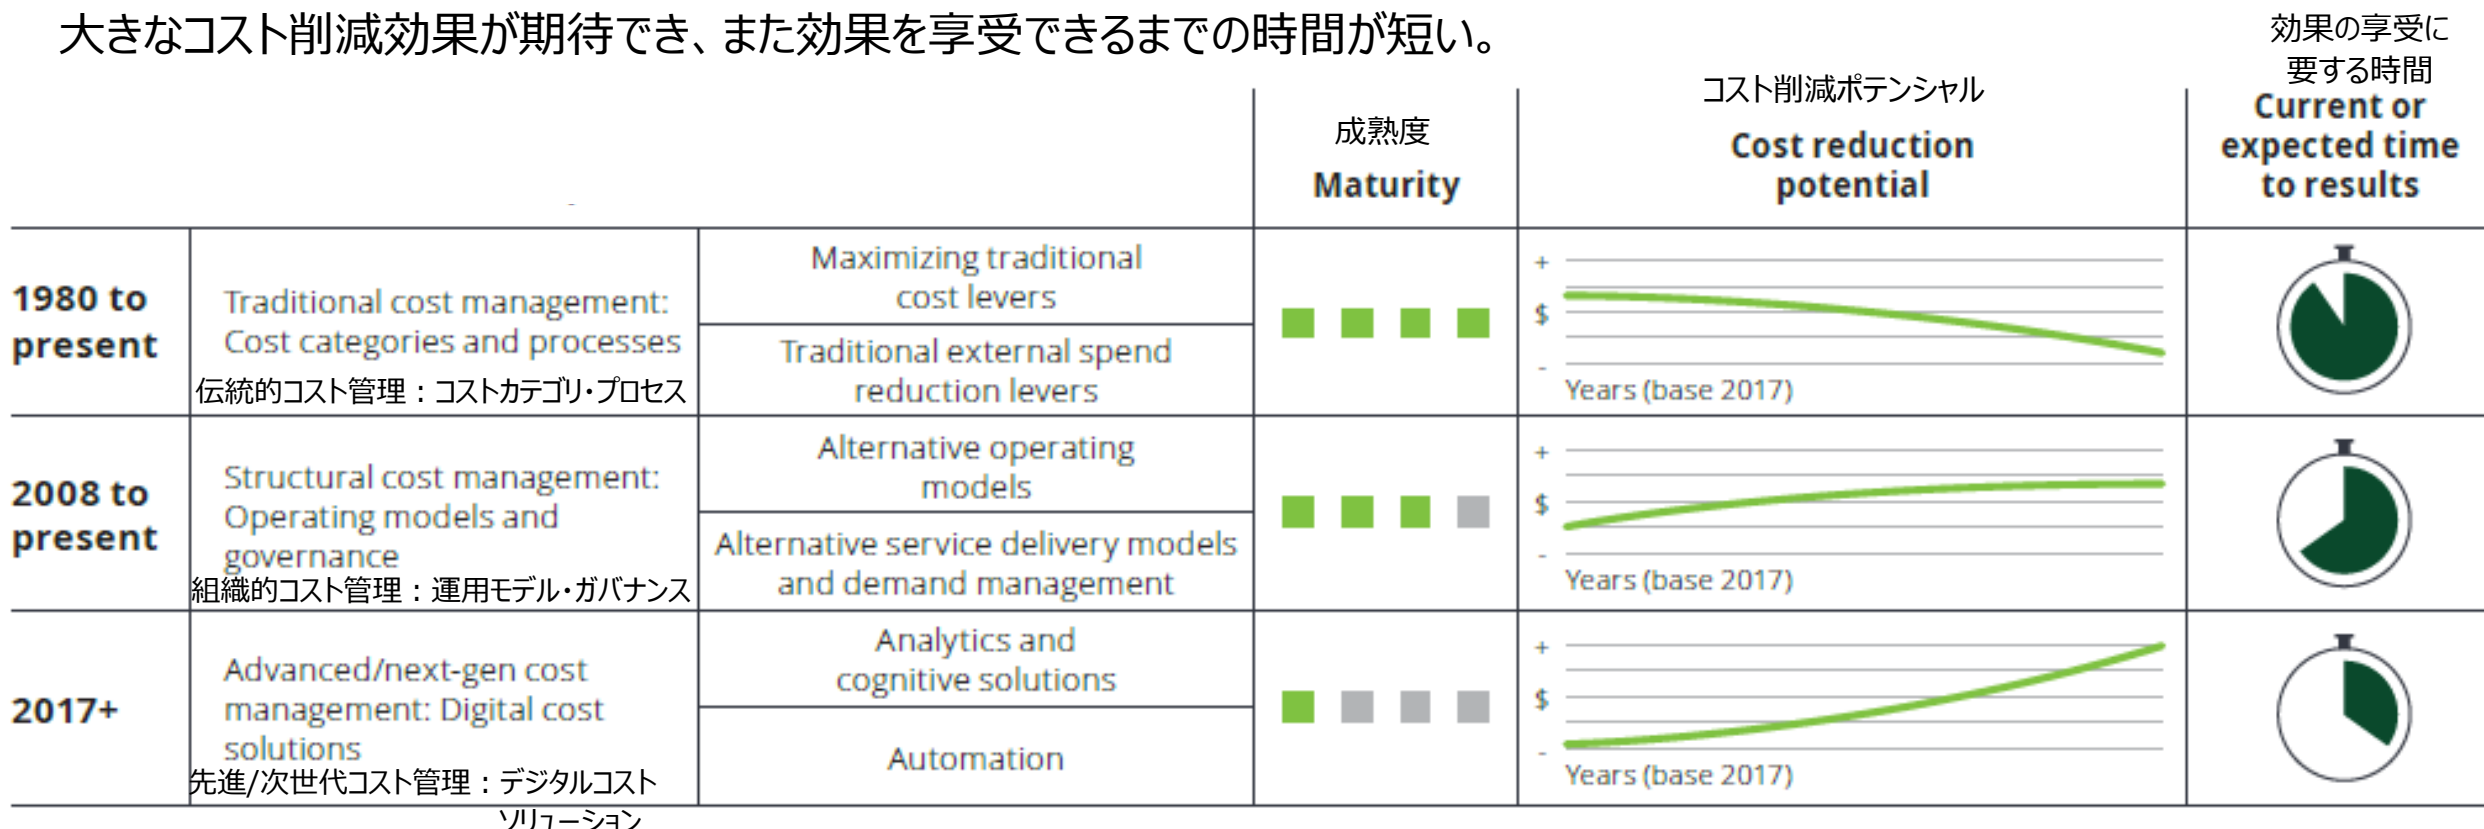 大きなコスト削減効果が期待でき、また効果を享受できるまでの時間が短い。
効果の享受に
要する時間
成熟度
Maturity
コスト削減ポテンシャル
Cost reduction
potential
Current or
expected time
to results
1980 to
present
Traditional cost management:
Cost categories and processes
伝統的コスト管理：コストカテゴリ・プロセス
Maximizing traditional
cost levers
Traditional external spend
reduction levers
+
$
-
Years (base 2017)
2008 to
present
Structural cost management:
Operating models and
governance
組織的コスト管理：運用モデル・ガバナンス
Alternative operating
models
Alternative service delivery models
and demand management
+
$
-
Years (base 2017)
2017+
Advanced/next-gen cost
management: Digital cost
solutions
先進/次世代コスト管理：デジタルコスト
ソリューション
Analytics and
cognitive solutions
Automation
+
$
-
Years (base 2017)